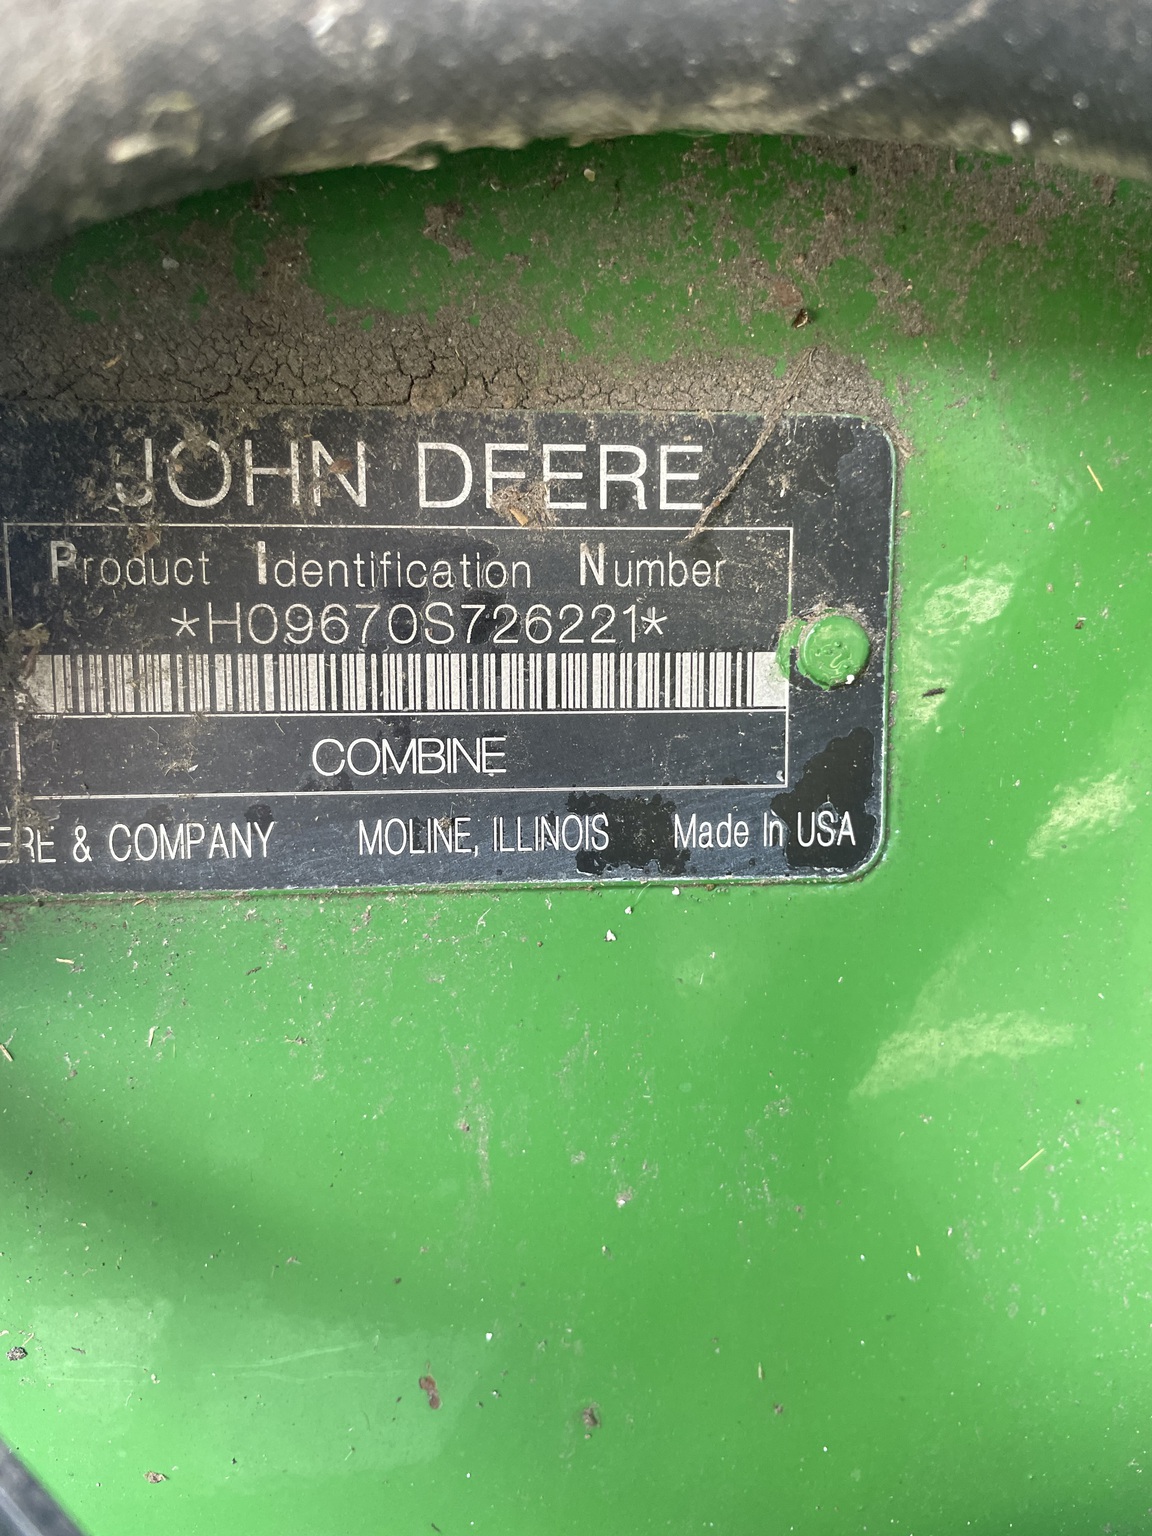 JOHN DEERE
Product Identification Number
*H09670S726221*
COMBINE
ERE & COMPANY MOLINE, ILLINOIS Made In USA